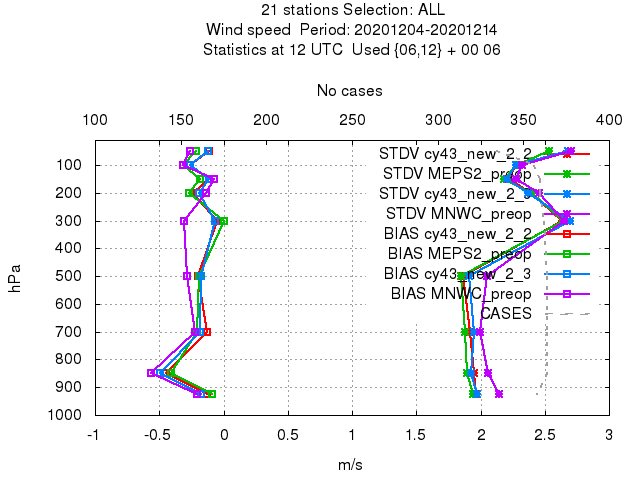 21 stations Selection: ALL
Wind speed  Period: 20201204-20201214
Statistics at 12 UTC  Used {06,12} + 00 06
No cases
100 150 200 250 300 350 400
STDV cy43_new_2_2
STDV MEPS2_preop
STDV cy43_new_2_3
STDV MNWC_preop
BIAS cy43_new_2_2
BIAS MEPS2_preop
BIAS cy43_new_2_3
BIAS MNWC_preop
CASES
100
200
300
400
500
600
700
800
900
1000
hPa
-1 -0.5 0 0.5 1 1.5 2 2.5 3
m/s